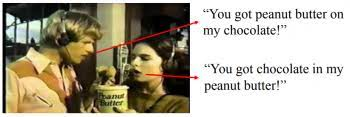 “You got peanut butter on
my chocolate!”
“You got chocolate in my
peanut butter!”
Peanut
Butter